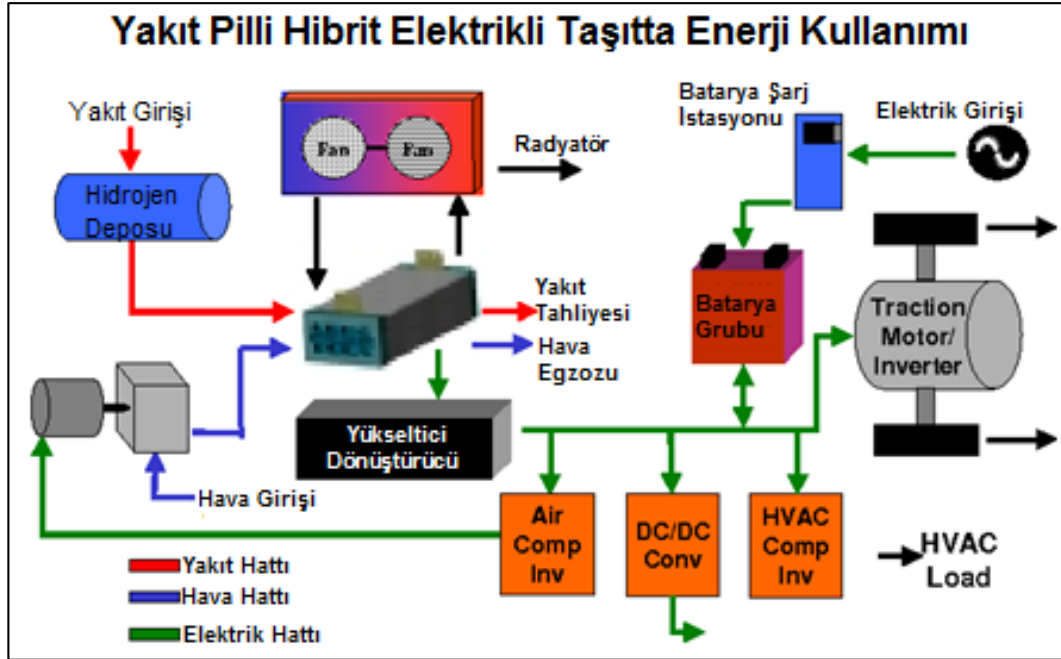 Yakıt Pilli Hibrit Elektrikli Taşıtta Enerji Kullanımı
Yakıt Girişi
Hidrojen
Deposu
Fan
Fan
Radyatör
Batarya Şarj
Istasyonu
Elektrik Girişi
Yakıt
Tahliyesi
Hava
Egzozu
Batarya
Grubu
Traction
Motor/
Inverter
Yükseltici
Dönüştürücü
Hava Girişi
Air
Comp
Inv
DC/DC
Conv
HVAC
Comp
Inv
HVAC
Load
Yakıt Hattı
Hava Hattı
Elektrik Hattı